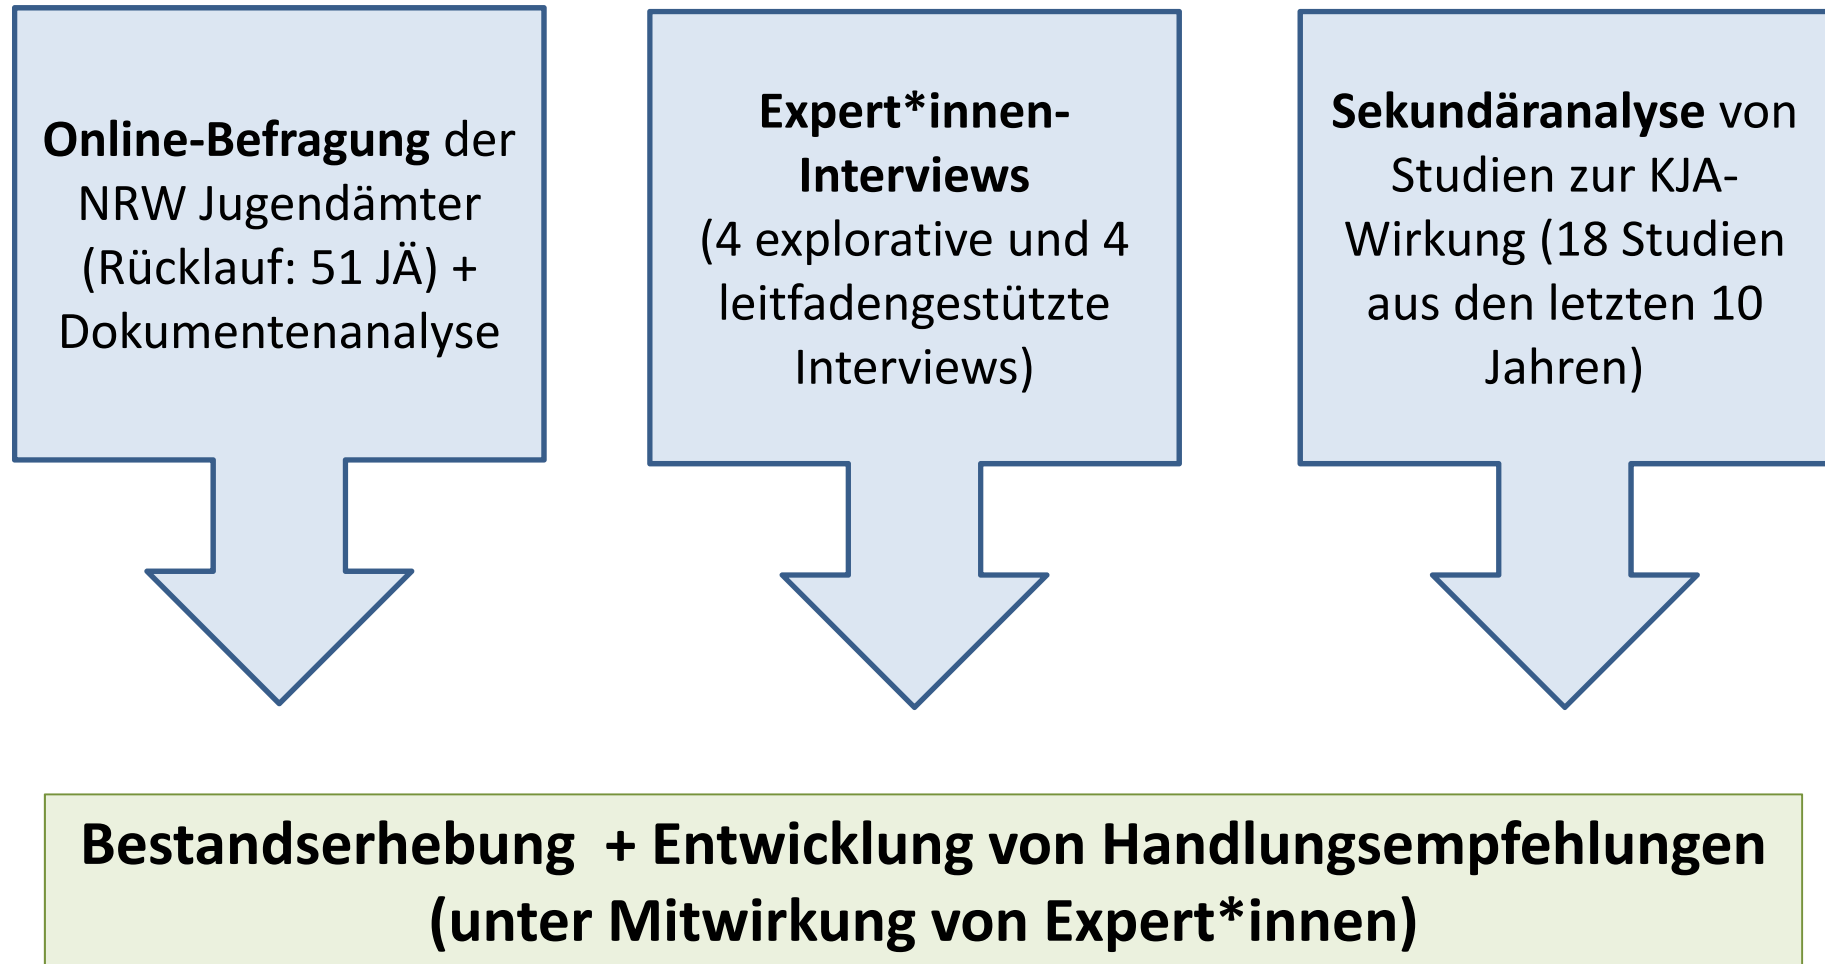 Online-Befragung der
NRW Jugendämter
(Rücklauf: 51 JÄ) +
Dokumentenanalyse
Expert*innen-
Interviews
(4 explorative und 4
leitfadengestützte
Interviews)
Sekundäranalyse von
Studien zur KJA-
Wirkung (18 Studien
aus den letzten 10
Jahren)
Bestandserhebung + Entwicklung von Handlungsempfehlungen
(unter Mitwirkung von Expert*innen)